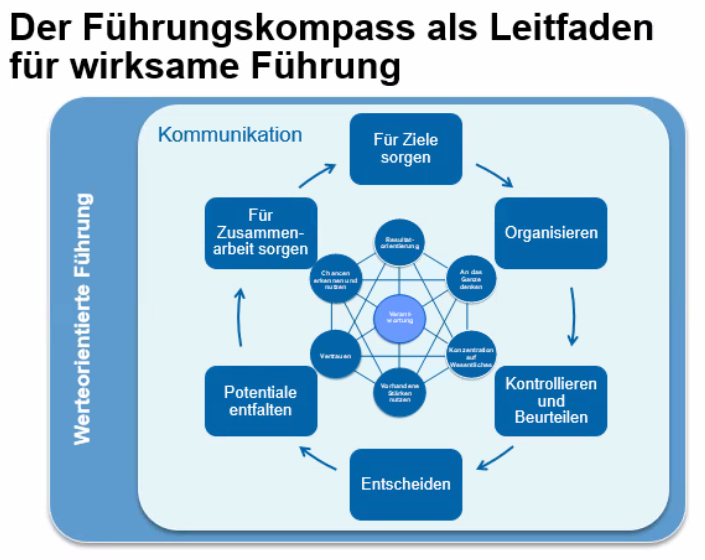 Der Führungskompass als Leitfaden
für wirksame Führung
Werteorientierte Führung
Kommunikation
Für Ziele
sorgen
Organisieren
Kontrollieren
und
Beurteilen
Entscheiden
Potentiale
entfalten
Für
Zusammen-
arbeit sorgen
Resultat-
orientierung
An das
Ganze
denken
Konzentration
auf
Wesentliches
Vorhandene
Stärken
nutzen
Vertrauen
Chancen
erkennen und
nutzen
wortung